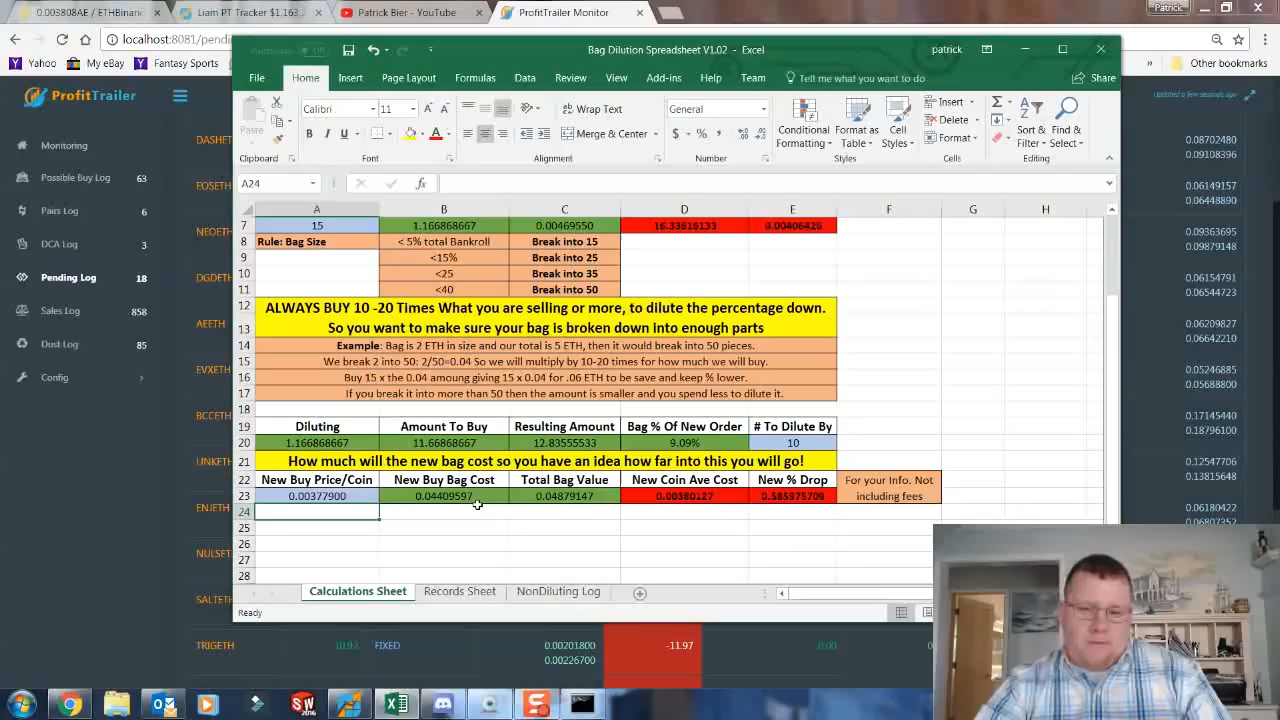 0.003808AE / ETHBinanc
Liam PT Tracker $1.163
Patrick Bier - YouTube
ProfitTrailer Monitor
Patrick
localhost:8081/pendi
Yahoo
My eBay
Fantasy Sports
Other bookmarks
Bag Dilution Spreadsheet V1.02 - Excel
patrick
File
Home
Insert
Page Layout
Formulas
Data
Review
View
Add-ins
Help
Team
Tell me what you want to do
Share
Paste
Calibri
11
Wrap Text
Merge & Center
General
Conditional Formatting
Format as Table
Cell Styles
Insert
Delete
Format
Sort & Filter
Find & Select
Clipboard
Font
Alignment
Number
Styles
Cells
Editing
A24
fx
A B C D E F G H
7 15 1.166868667 0.00469550 16.33616133 0.00406426
8 Rule: Bag Size < 5% total Bankroll Break into 15
9 <15% Break into 25
10 <25 Break into 35
11 <40 Break into 50
12 ALWAYS BUY 10 -20 Times What you are selling or more, to dilute the percentage down.
13 So you want to make sure your bag is broken down into enough parts
14 Example: Bag is 2 ETH in size and our total is 5 ETH, then it would break into 50 pieces.
15 We break 2 into 50: 2/50=0.04 So we will multiply by 10-20 times for how much we will buy.
16 Buy 15 x the 0.04 amoung giving 15 x 0.04 for .06 ETH to be save and keep % lower.
17 If you break it into more than 50 then the amount is smaller and you spend less to dilute it.
18
19 Diluting Amount To Buy Resulting Amount Bag % Of New Order # To Dilute By
20 1.166868667 11.66868667 12.83555533 9.09% 10
21 How much will the new bag cost so you have an idea how far into this you will go!
22 New Buy Price/Coin New Buy Bag Cost Total Bag Value New Coin Ave Cost New % Drop For your Info. Not
23 0.00377900 0.04409597 0.04879147 0.00380127 0.585975709 including fees
24
25
26
27
28
Calculations Sheet
Records Sheet
NonDiluting Log
Ready
ProfitTrailer
Updated a few seconds ago
Monitoring
Possible Buy Log 63
Pairs Log 6
DCA Log 3
Pending Log 18
Sales Log 858
Dust Log 85
Config
DASHET
EOSETH
NEOETH
DGDETH
AEETH
EVXETH
BCCETH
LINKETH
ENJETH
NULSET
SALTET
TRIGETH 10.92 FIXED 0.00201800 -11.97 0.00
0.00226700
0.08702480
0.09108396
0.06149157
0.06448890
0.09363695
0.09879148
0.06154791
0.06544723
0.06209827
0.06642210
0.05246885
0.05688800
0.17145440
0.18796100
0.12547706
0.13815648
0.06180422
0.06807352